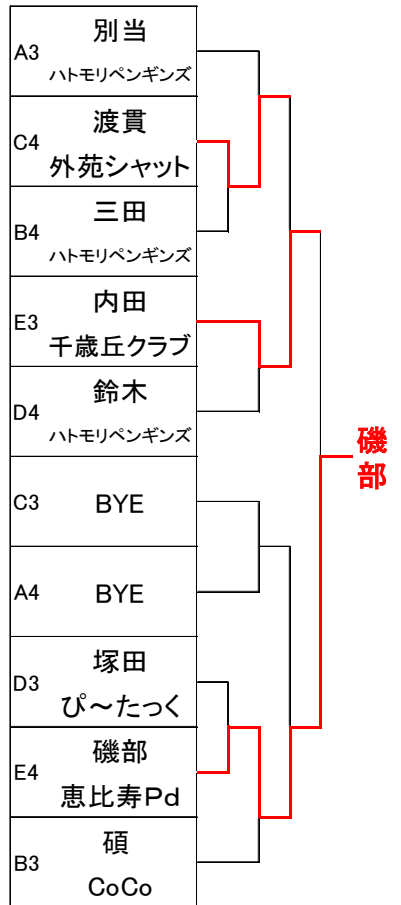 A3
別当
ハトモリペンギンズ
C4
渡貫
外苑シャット
B4
三田
ハトモリペンギンズ
E3
内田
千歳丘クラブ
D4
鈴木
ハトモリペンギンズ
C3
BYE
A4
BYE
D3
塚田
ぴ～たっく
E4
磯部
恵比寿Pd
B3
碩
CoCo
磯部